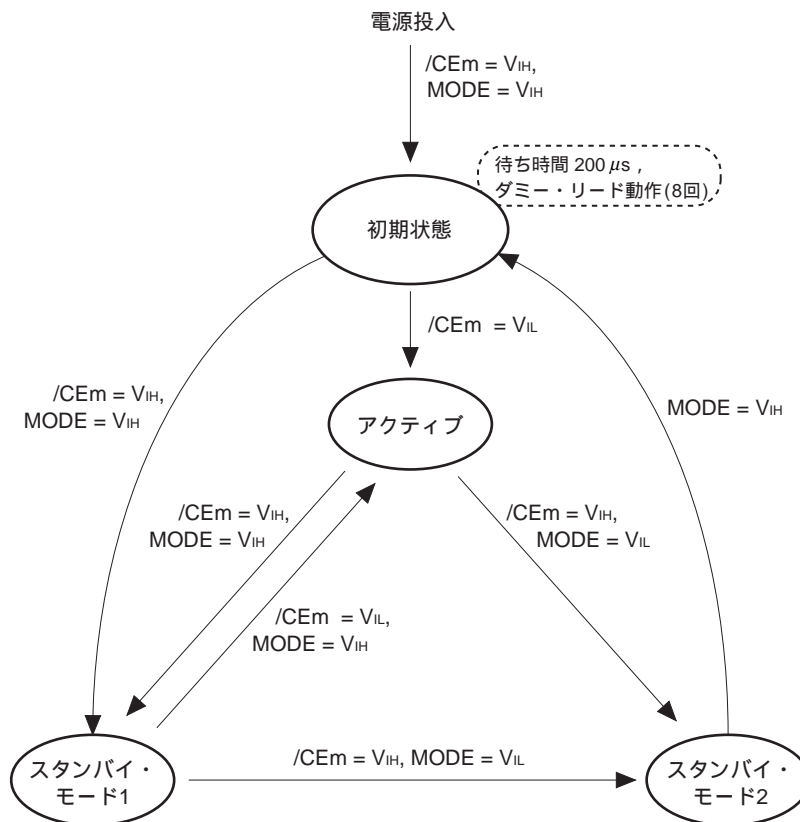 電源投入
/CEm = VIH,
MODE = VIH
待ち時間 200 μs ,
ダミー・リード動作(8回)
初期状態
/CEm = VIL
/CEm = VIH,
MODE = VIH
MODE = VIH
アクティブ
/CEm = VIH,
MODE = VIH
/CEm = VIH,
MODE = VIL
/CEm = VIL,
MODE = VIH
スタンバイ・
モード1
/CEm = VIH, MODE = VIL
スタンバイ・
モード2